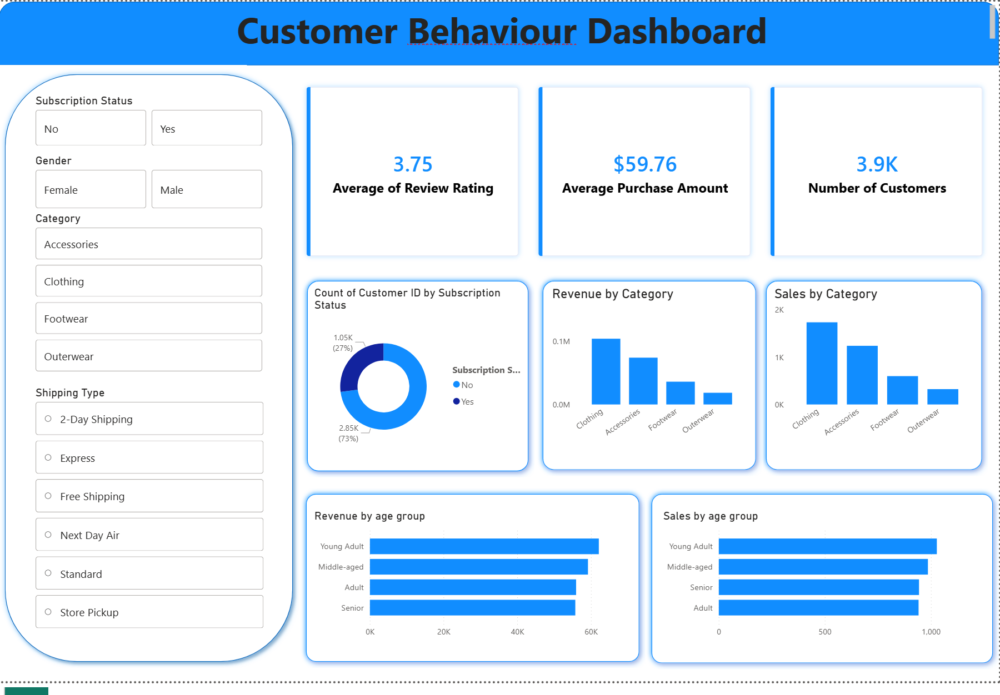 Customer Behaviour Dashboard
Subscription Status
No
Yes
Gender
Female
Male
Category
Accessories
Clothing
Footwear
Outerwear
Shipping Type
2-Day Shipping
Express
Free Shipping
Next Day Air
Standard
Store Pickup
3.75
Average of Review Rating
$59.76
Average Purchase Amount
3.9K
Number of Customers
Count of Customer ID by Subscription
Status
1.05K
(27%)
2.85K
(73%)
Subscription S...
No
Yes
Revenue by Category
0.1M
0.0M
Clothing
Accessories
Footwear
Outerwear
Sales by Category
2K
1K
0K
Clothing
Accessories
Footwear
Outerwear
Revenue by age group
Young Adult
Middle-aged
Adult
Senior
0K
20K
40K
60K
Sales by age group
Young Adult
Middle-aged
Senior
Adult
0
500
1,000